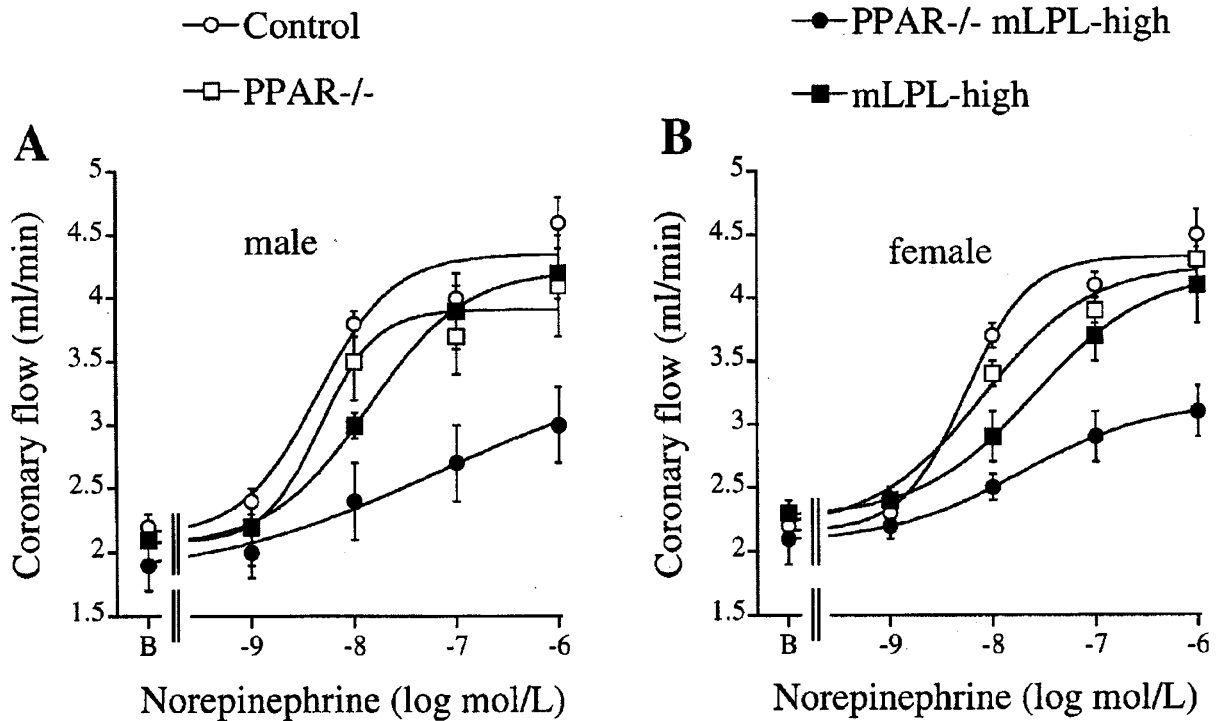 Control
PPAR-/-
PPAR-/- mLPL-high
mLPL-high
A
male
Coronary flow (ml/min)
5
4.5
4
3.5
3
2.5
2
1.5
B
-9
-8
-7
-6
Norepinephrine (log mol/L)
B
female
Coronary flow (ml/min)
5
4.5
4
3.5
3
2.5
2
1.5
B
-9
-8
-7
-6
Norepinephrine (log mol/L)